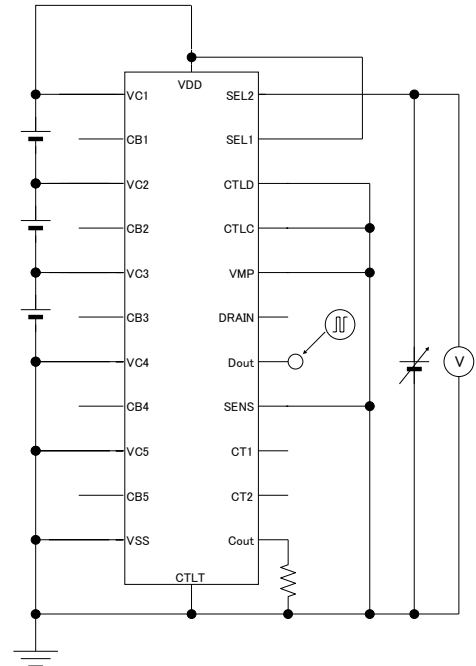 VDD
VC1 SEL2
CB1 SEL1
VC2 CTLD
CB2 CTLC
VC3 VMP
CB3 DRAIN
VC4 Dout
V
CB4 SENS
VC5 CT1
CB5 CT2
VSS Cout
CTLT